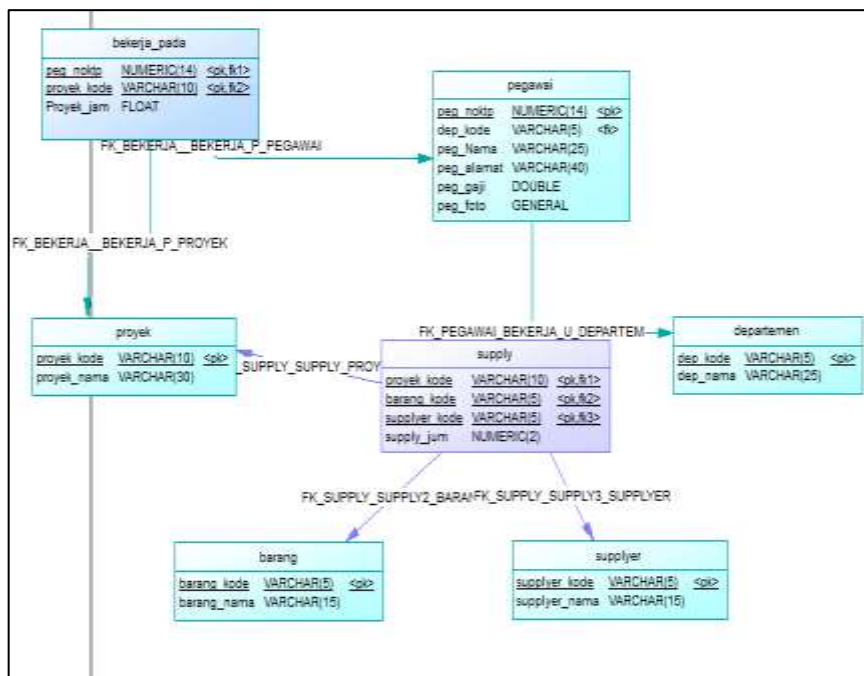 bekerja_pada
peg_noktp NUMERIC(14) <pk,fk1>
proyek_kode VARCHAR(10) <pk,fk2>
Proyek_jam FLOAT
FK_BEKERJA__BEKERJA_P_PEGAWAI
pegawai
peg_noktp NUMERIC(14) <pk>
dep_kode VARCHAR(5) <fk>
peg_Nama VARCHAR(25)
peg_alamat VARCHAR(40)
peg_gaji DOUBLE
peg_foto GENERAL
FK_BEKERJA__BEKERJA_P_PROYEK
proyek
proyek_kode VARCHAR(10) <pk>
proyek_nama VARCHAR(30)
FK_PEGAWAI_BEKERJA_U_DEPARTEM
departemen
dep_kode VARCHAR(5) <pk>
dep_nama VARCHAR(25)
_SUPPLY_SUPPLY_PROY
supply
proyek_kode VARCHAR(10) <pk,fk1>
barang_kode VARCHAR(5) <pk,fk2>
supplyer_kode VARCHAR(5) <pk,fk3>
supply_jum NUMERIC(2)
FK_SUPPLY_SUPPLY2_BARAN
FK_SUPPLY_SUPPLY3_SUPPLYER
barang
barang_kode VARCHAR(5) <pk>
barang_nama VARCHAR(15)
supplyer
supplyer_kode VARCHAR(5) <pk>
supplyer_nama VARCHAR(15)